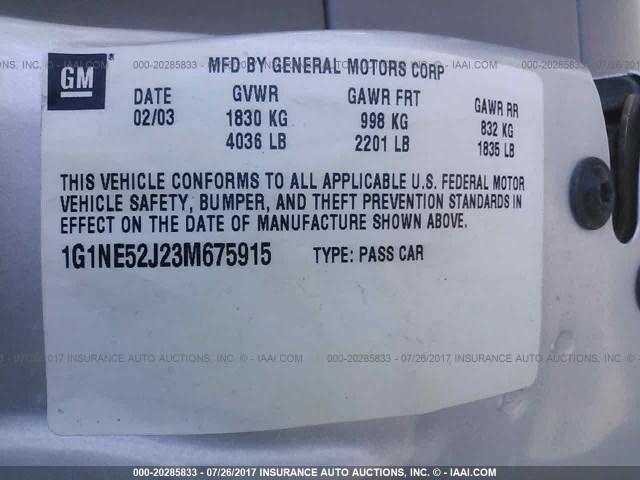 GM
MFD BY GENERAL MOTORS CORP
DATE GVWR GAWR FRT GAWR RR
02/03 1830 KG 998 KG 832 KG
4036 LB 2201 LB 1835 LB
THIS VEHICLE CONFORMS TO ALL APPLICABLE U.S. FEDERAL MOTOR
VEHICLE SAFETY, BUMPER, AND THEFT PREVENTION STANDARDS IN
EFFECT ON THE DATE OF MANUFACTURE SHOWN ABOVE.
1G1NE52J23M675915 TYPE: PASS CAR
000-20285833 - 07/26/2017 INSURANCE AUTO AUCTIONS, INC. © - IAAI.COM